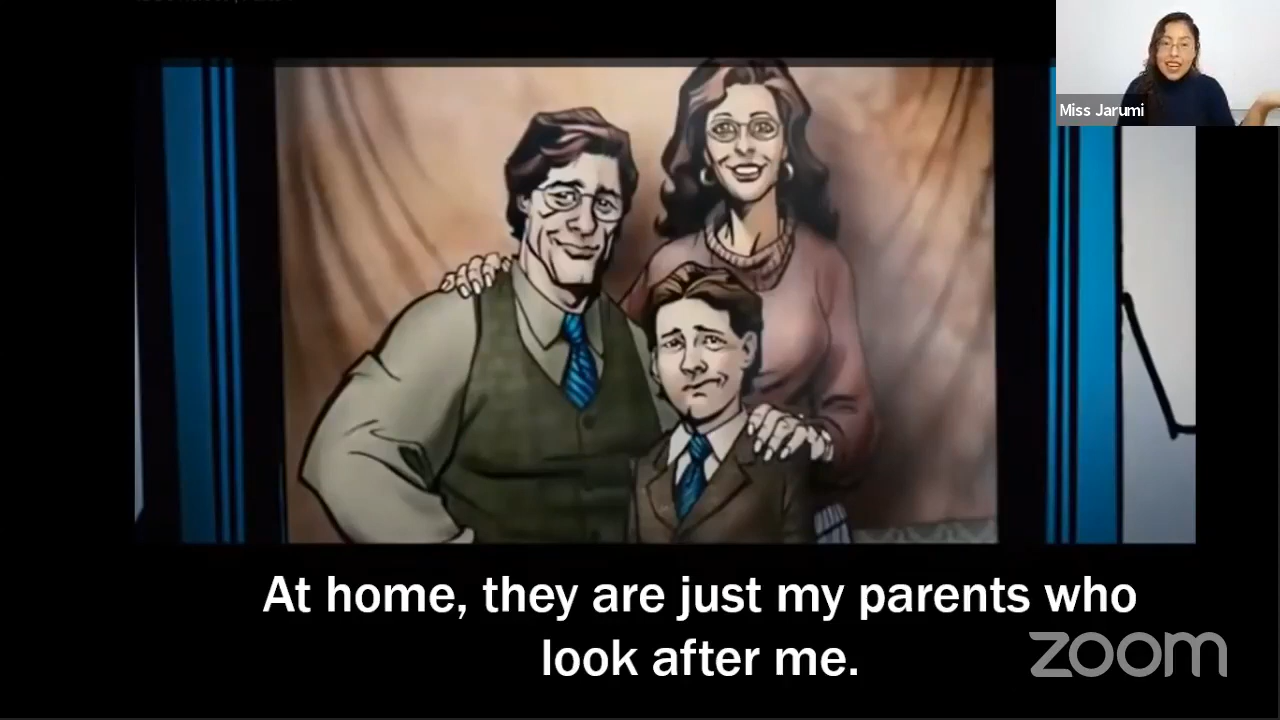 Miss Jarumi
At home, they are just my parents who
look after me.
zoom